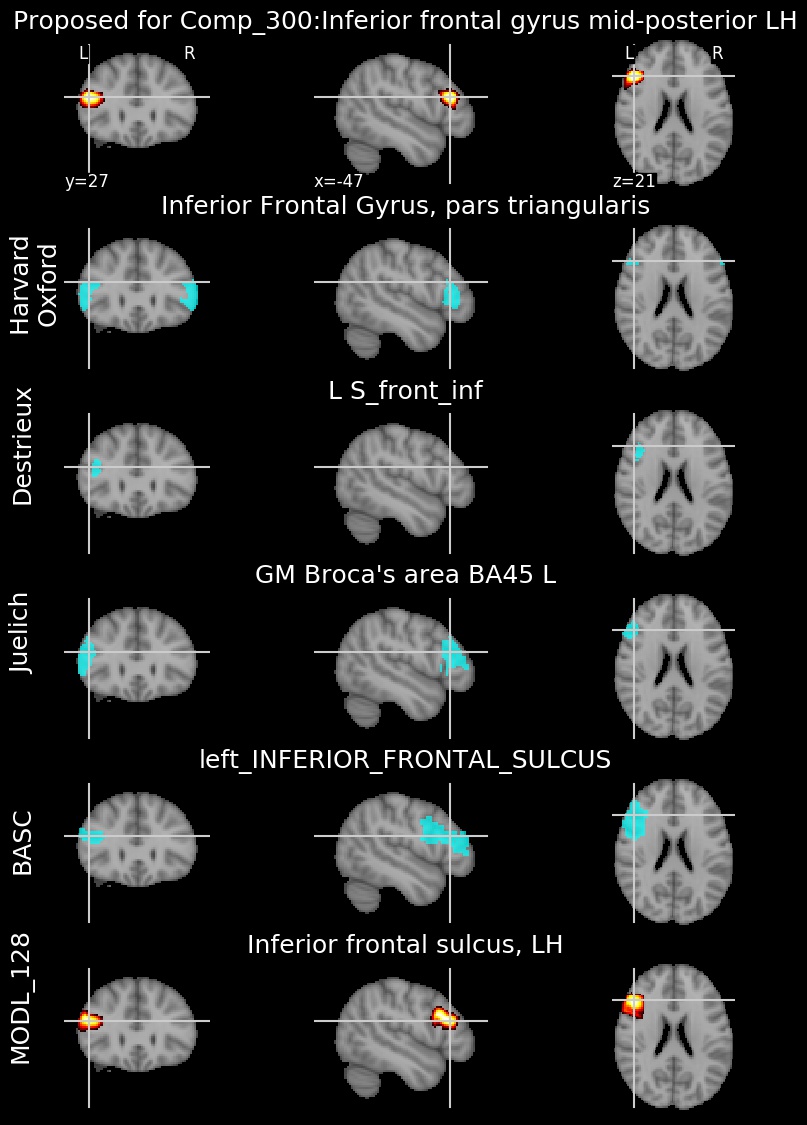 Proposed for Comp_300:Inferior frontal gyrus mid-posterior LH
L R
L R
y=27 x=-47 z=21
Inferior Frontal Gyrus, pars triangularis
Harvard
Oxford
L S_front_inf
Destrieux
GM Broca's area BA45 L
Juelich
left_INFERIOR_FRONTAL_SULCUS
BASC
Inferior frontal sulcus, LH
MODL_128